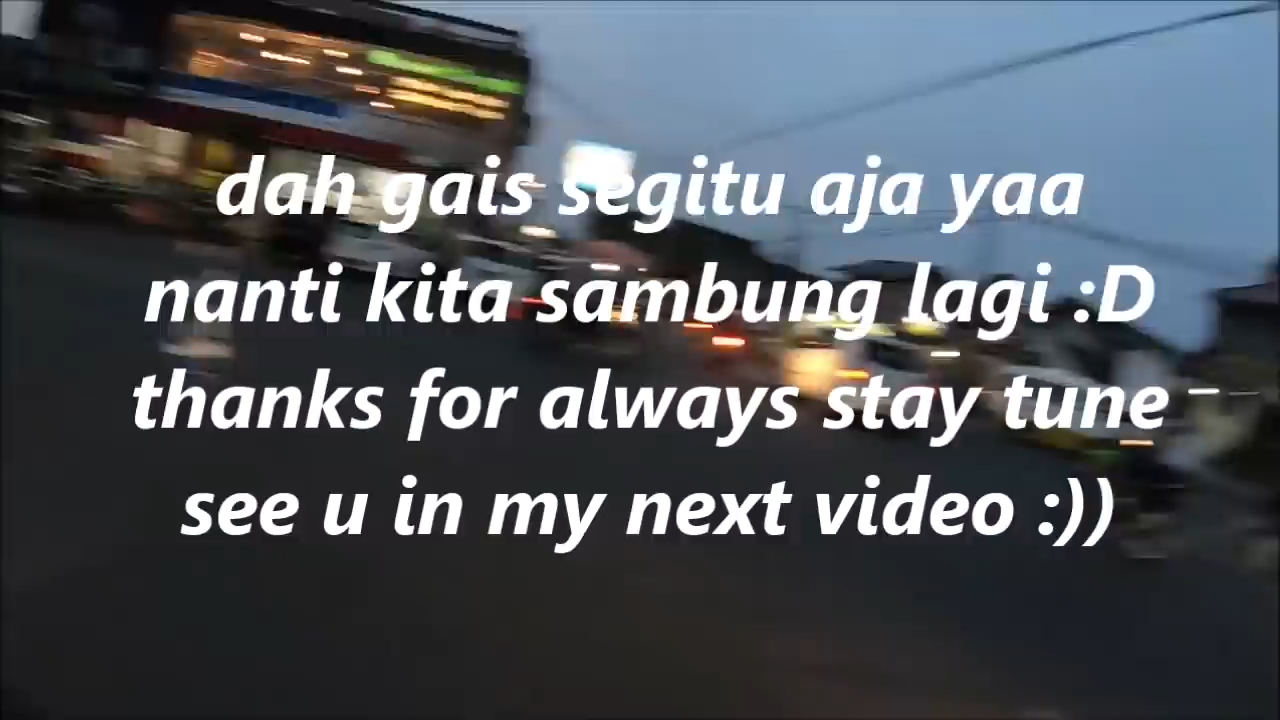 dah gais segitu aja yaa
nanti kita sambung lagi :D
thanks for always stay tune
see u in my next video :))